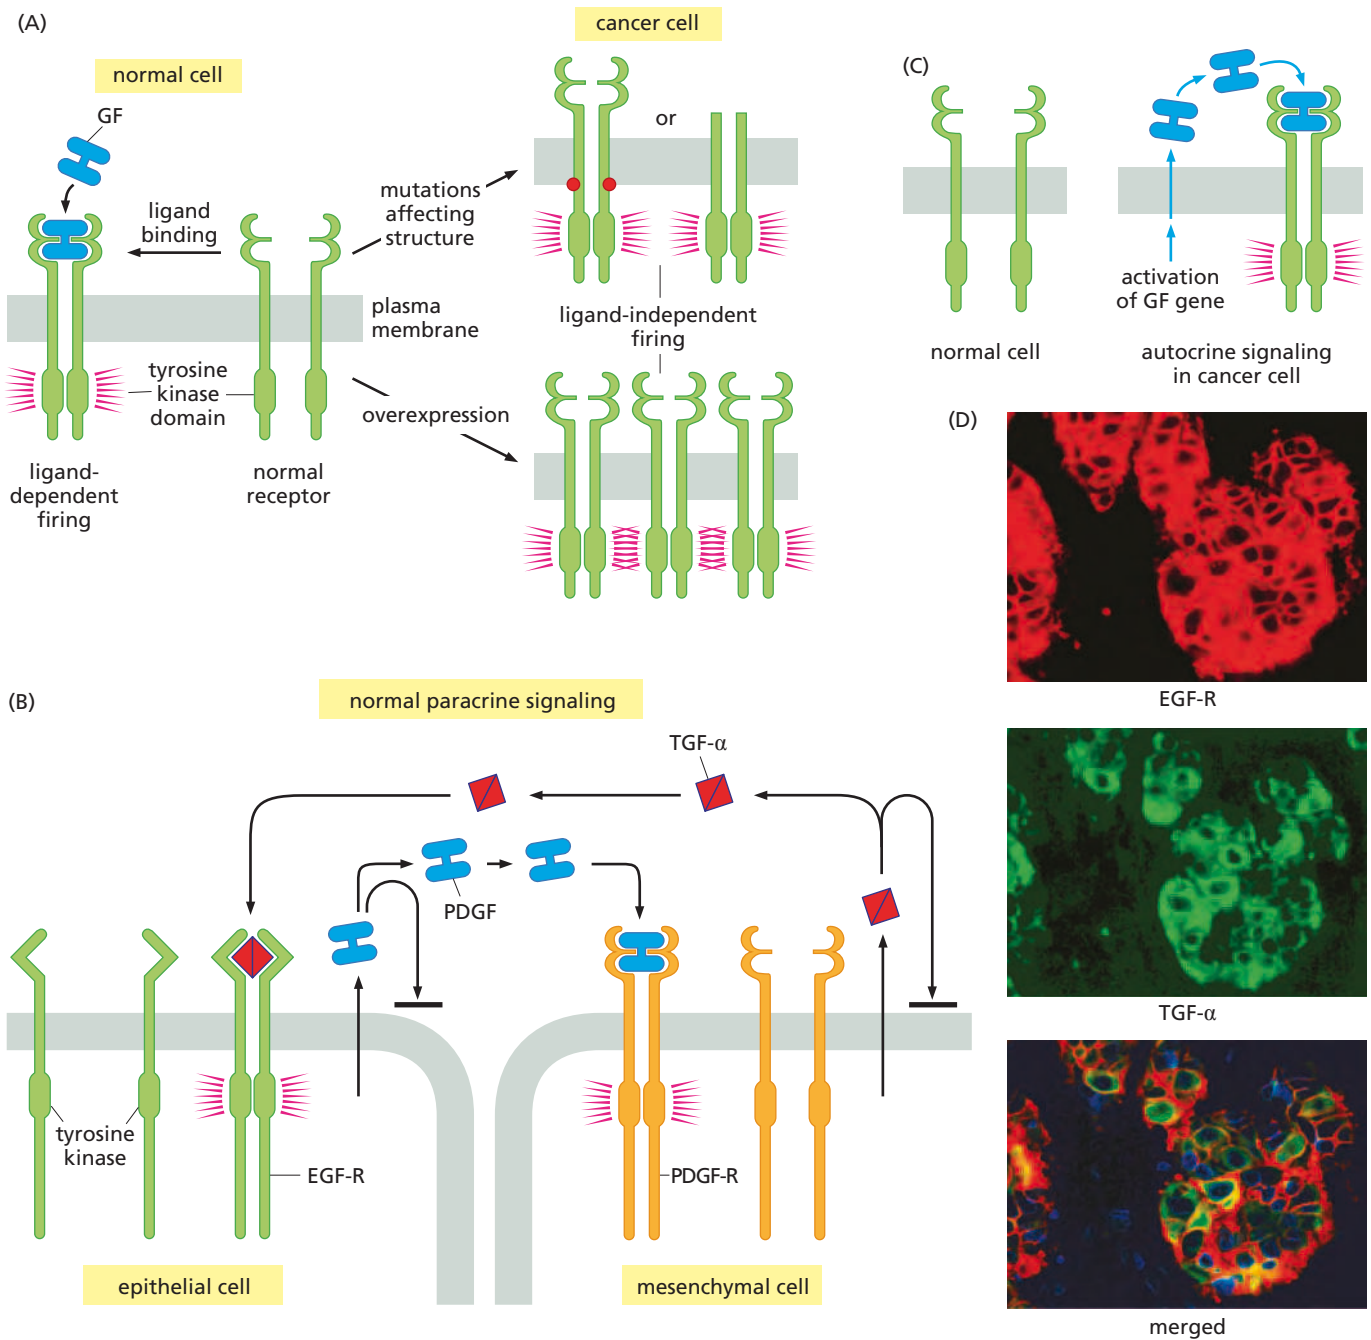 (A)
normal cell
GF
ligand
binding
mutations
affecting
structure
cancer cell
or
plasma
membrane
ligand-independent
firing
tyrosine
kinase
domain
overexpression
ligand-
dependent
firing
normal
receptor
(C)
activation
of GF gene
normal cell
autocrine signaling
in cancer cell
(D)
EGF-R
TGF-α
merged
(B)
normal paracrine signaling
TGF-α
PDGF
tyrosine
kinase
EGF-R
PDGF-R
epithelial cell
mesenchymal cell